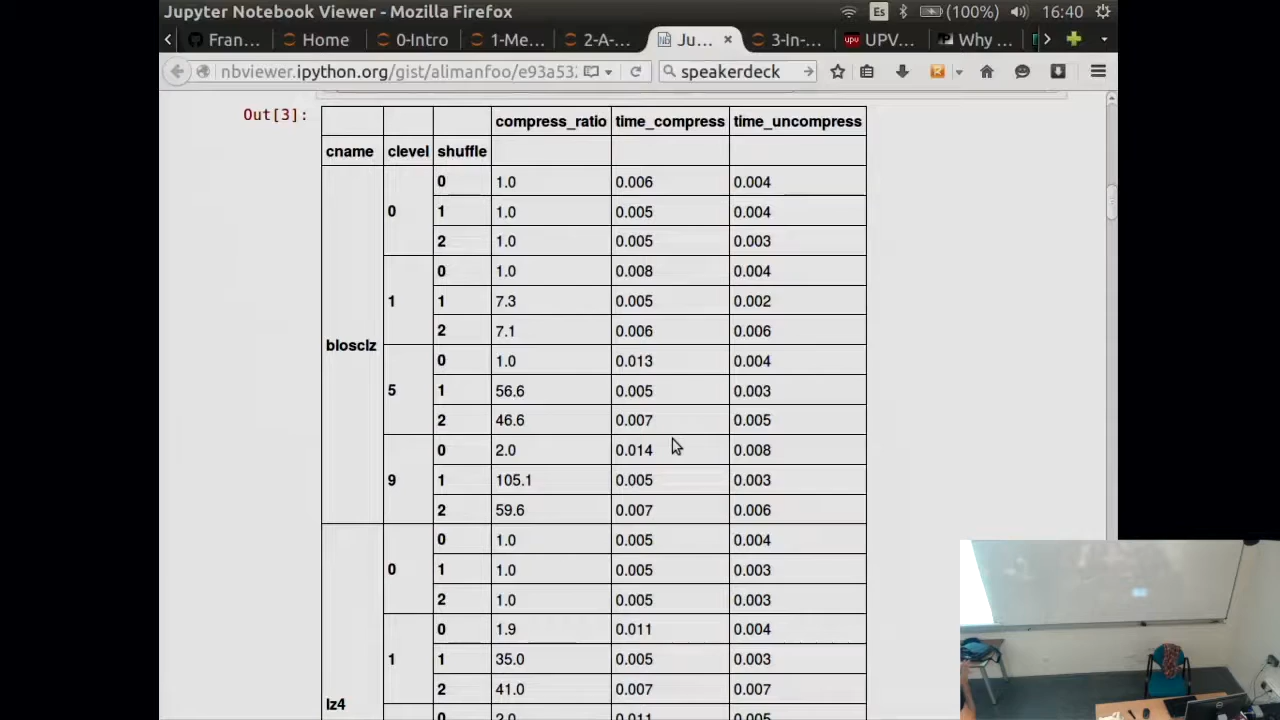 Jupyter Notebook Viewer - Mozilla Firefox Es (100%) 16:40
Fran... Home 0-Intro 1-Me... 2-A-... Ju... × 3-In-... UPV... Why ...
nbviewer.ipython.org/gist/alimanfoo/e93a53 speakerdeck
Out[3]:
compress_ratio time_compress time_uncompress
cname clevel shuffle
0 1.0 0.006 0.004
0 1 1.0 0.005 0.004
2 1.0 0.005 0.003
0 1.0 0.008 0.004
1 1 7.3 0.005 0.002
2 7.1 0.006 0.006
blosclz
0 1.0 0.013 0.004
5 1 56.6 0.005 0.003
2 46.6 0.007 0.005
0 2.0 0.014 0.008
9 1 105.1 0.005 0.003
2 59.6 0.007 0.006
0 1.0 0.005 0.004
0 1 1.0 0.005 0.003
2 1.0 0.005 0.003
0 1.9 0.011 0.004
1 1 35.0 0.005 0.003
2 41.0 0.007 0.007
lz4
0 2.0 0.011 0.005